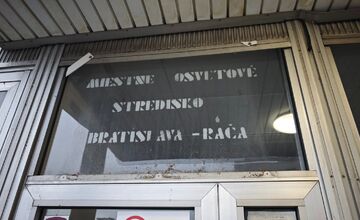 MIESTNE OSVETOVÉ
STREDISKO
BRATISLAVA - RAČA